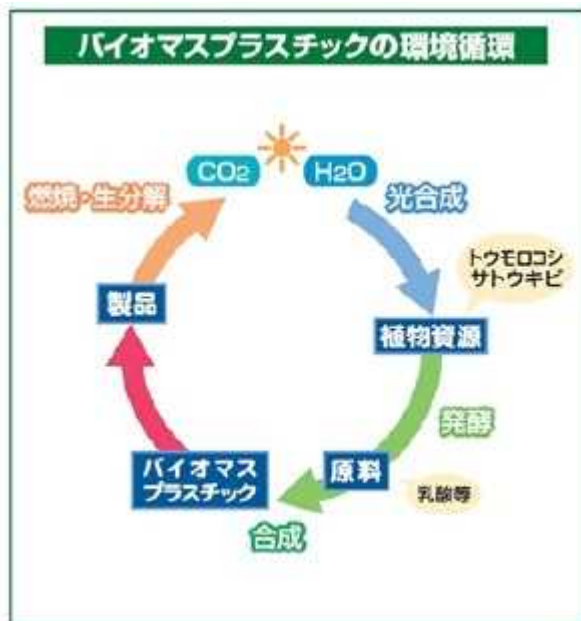 バイオマスプラスチックの環境循環
CO2
H2O
光合成
トウモロコシ
サトウキビ
植物資源
発酵
原料
乳酸等
合成
バイオマス
プラスチック
製品
燃焼・生分解